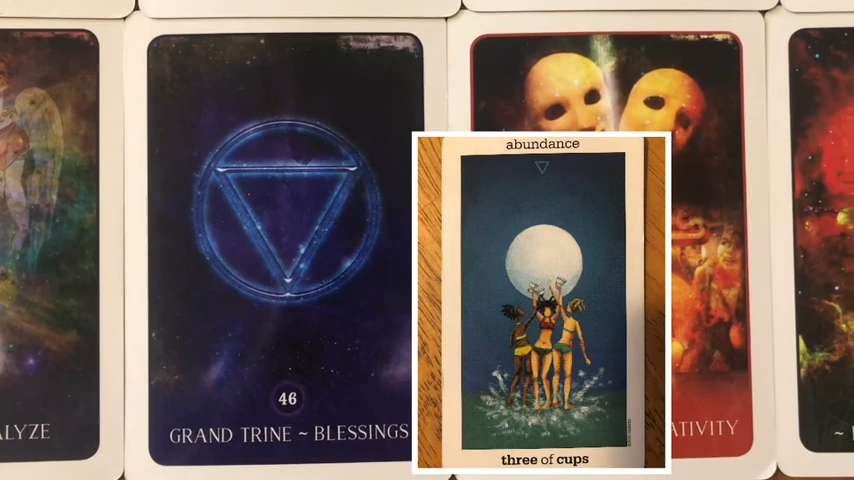 abundance
46
ALYZE
GRAND TRINE ~ BLESSINGS
ATIVITY
~
three of cups